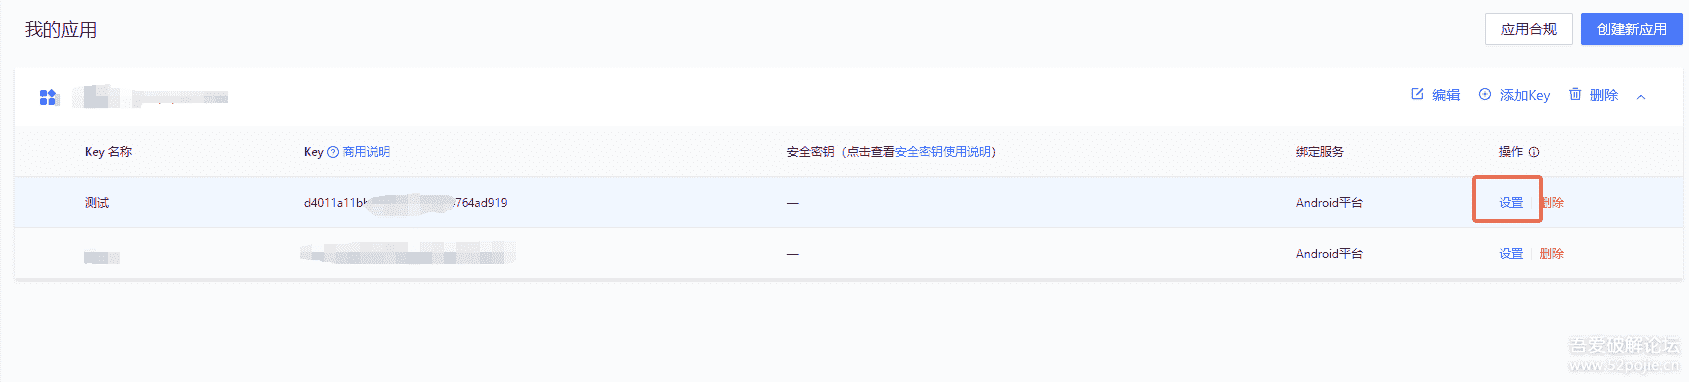 我的应用
应用合规 创建新应用
编辑 添加Key 删除
Key 名称 Key 商用说明 安全密钥（点击查看安全密钥使用说明） 绑定服务 操作
测试 d4011a11b 764ad919 — Android平台 设置 删除
— Android平台 设置 删除
吾爱破解论坛
www.52pojie.cn